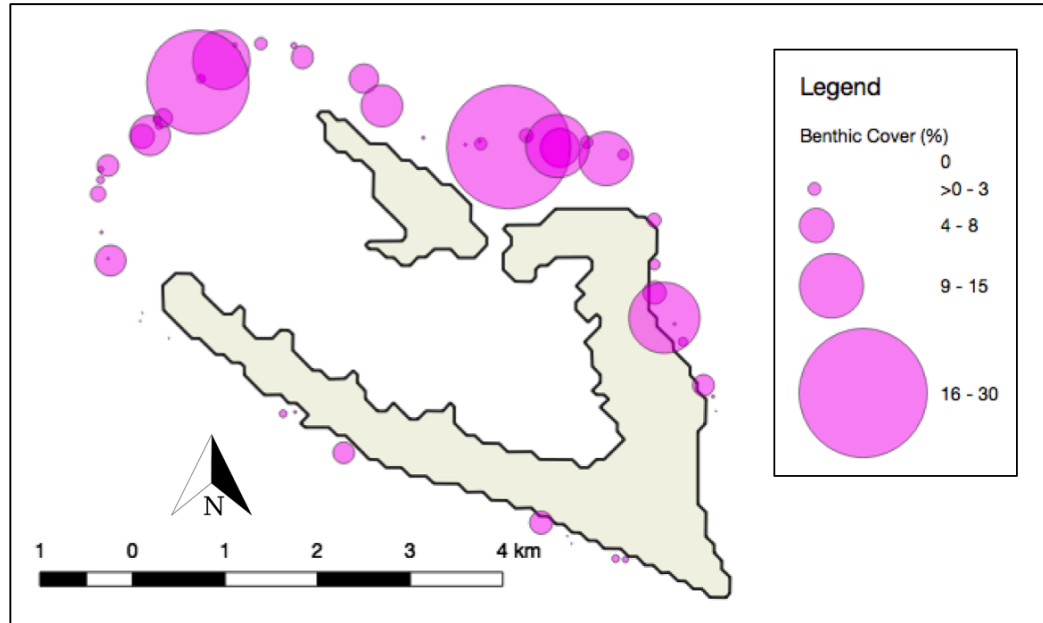 Legend
Benthic Cover (%)
0
>0 - 3
4 - 8
9 - 15
16 - 30
N
1 0 1 2 3 4 km